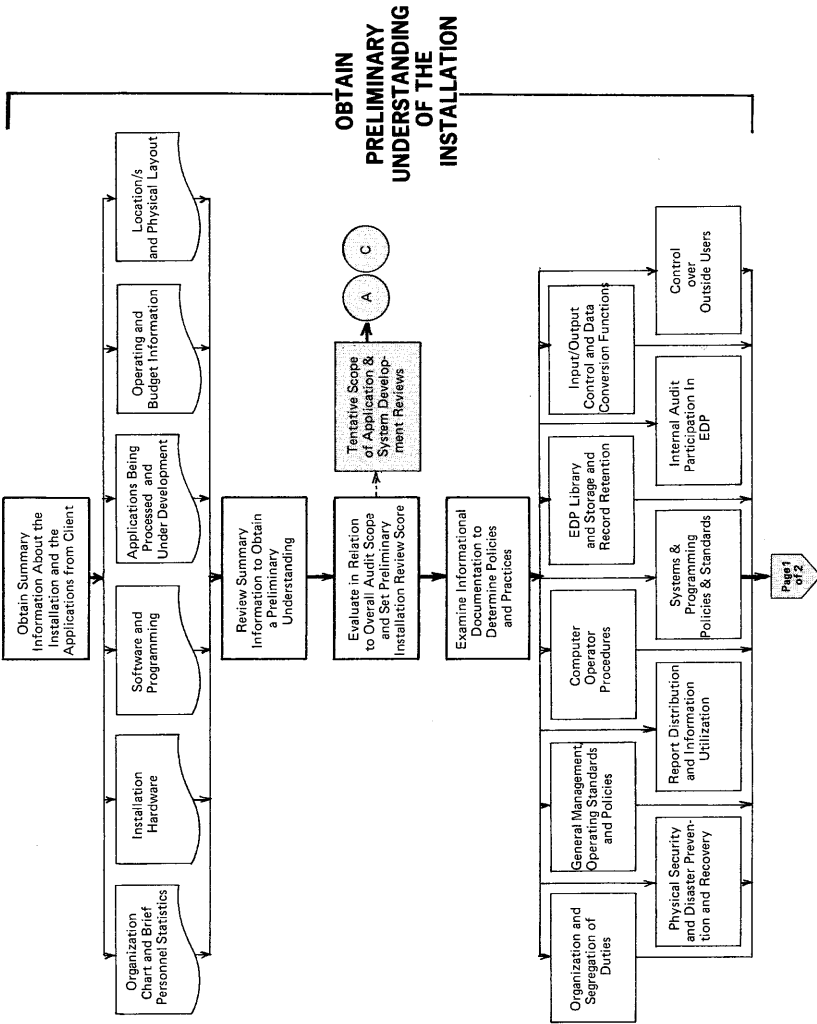 Obtain Summary
Information About the
Installation and the
Applications from Client
Organization
Chart and Brief
Personnel Statistics
Installation
Hardware
Software and
Programming
Applications Being
Processed and
Under Development
Operating and
Budget Information
Location/s
and Physical Layout
Review Summary
Information to Obtain
a Preliminary
Understanding
Evaluate in Relation
to Overall Audit Scope
and Set Preliminary
Installation Review Score
Tentative Scope
of Application &
System Develop-
ment Reviews
A
C
Examine Informational
Documentation to
Determine Policies
and Practices
Organization and
Segregation of
Duties
General Management,
Operating Standards
and Policies
Computer
Operator
Procedures
EDP Library
and Storage and
Record Retention
Input/Output
Control and Data
Conversion Functions
Physical Security
and Disaster Preven-
tion and Recovery
Report Distribution
and Information
Utilization
Systems &
Programming
Policies & Standards
Internal Audit
Participation In
EDP
Control
over
Outside Users
Page 1
of 2
OBTAIN
PRELIMINARY
UNDERSTANDING
OF THE
INSTALLATION